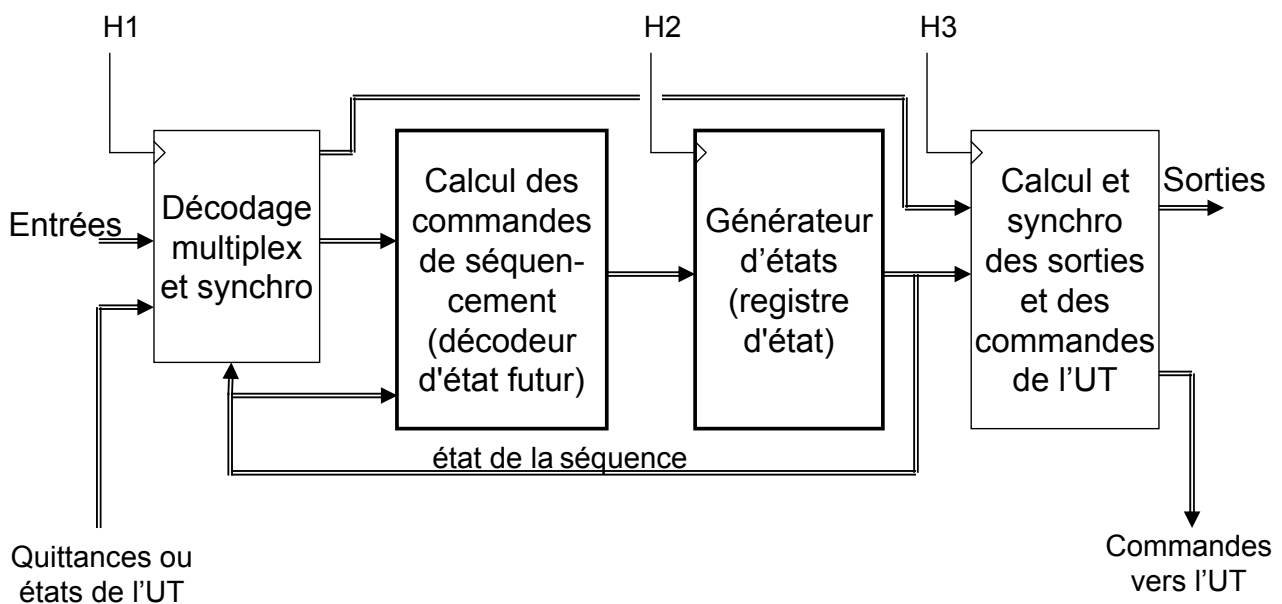 H1
H2
H3
Entrées
Décodage
multiplex
et synchro
Calcul des
commandes
de séquen-
cement
(décodeur
d'état futur)
Générateur
d’états
(registre
d'état)
Calcul et
synchro
des sorties
et des
commandes
de l’UT
Sorties
état de la séquence
Quittances ou
états de l’UT
Commandes
vers l’UT